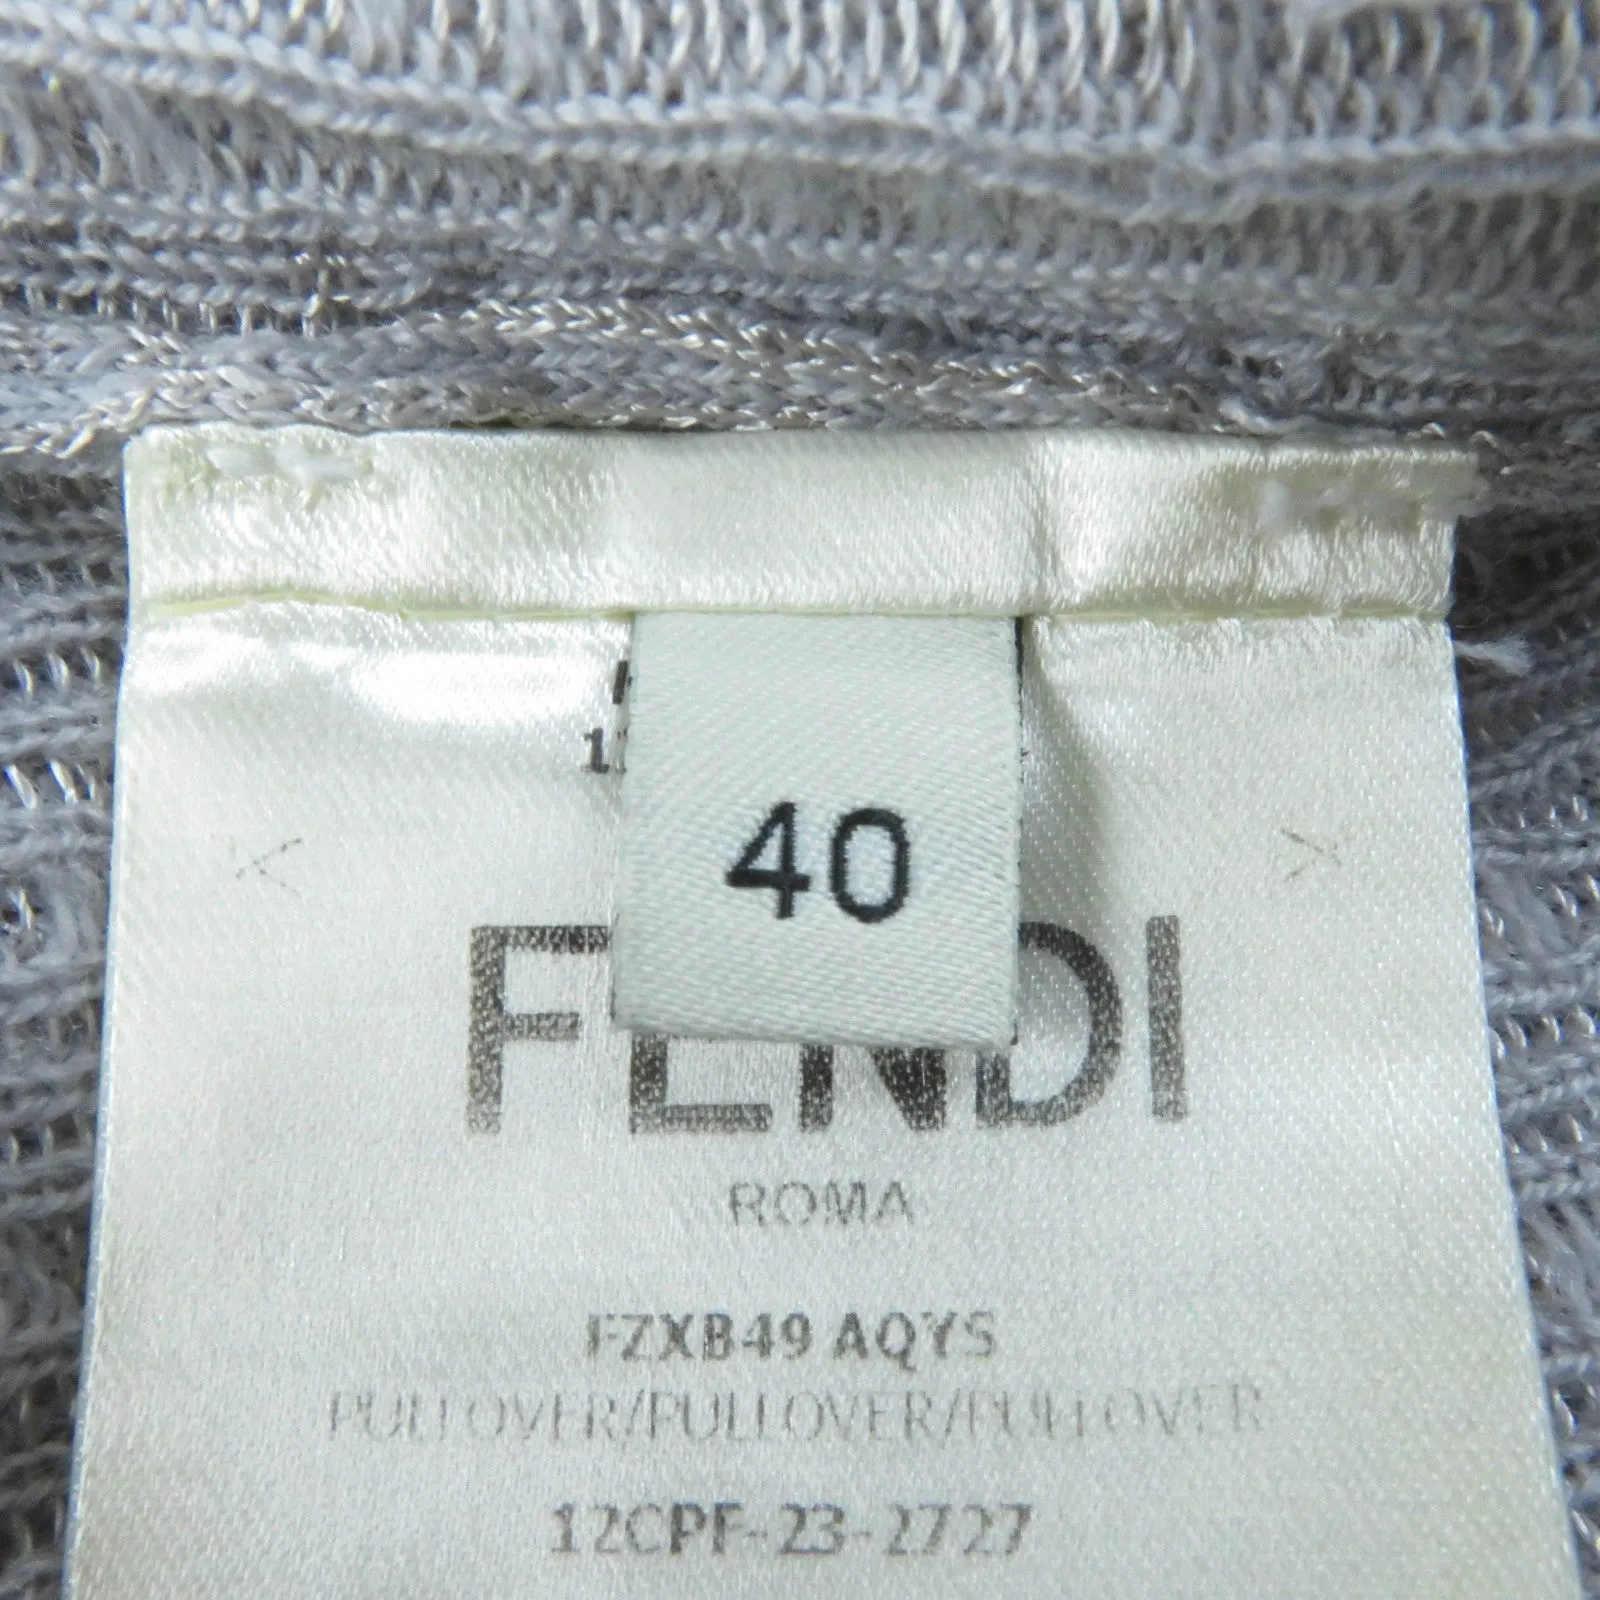 40
FENDI
ROMA
FZXB49 AQYS
PULLOVER/PULLOVER/PULLOVER
12CPF-23-2727